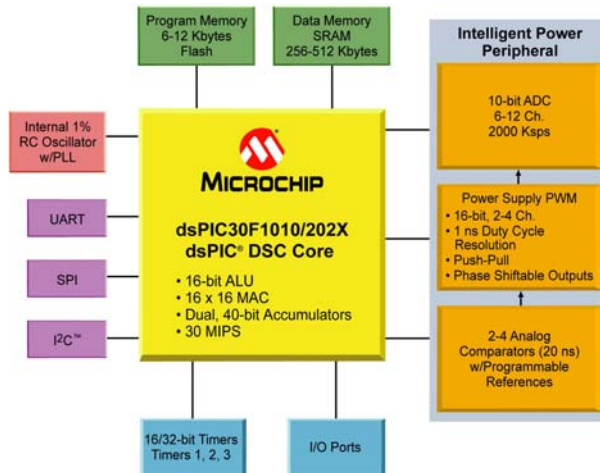 Program Memory
6-12 Kbytes
Flash
Data Memory
SRAM
256-512 Kbytes
Intelligent Power
Peripheral
Internal 1%
RC Oscillator
w/PLL
UART
SPI
I²C™
MICROCHIP
dsPIC30F1010/202X
dsPIC® DSC Core
• 16-bit ALU
• 16 x 16 MAC
• Dual, 40-bit Accumulators
• 30 MIPS
10-bit ADC
6-12 Ch.
2000 Ksps
Power Supply PWM
• 16-bit, 2-4 Ch.
• 1 ns Duty Cycle
Resolution
• Push-Pull
• Phase Shiftable Outputs
2-4 Analog
Comparators (20 ns)
w/Programmable
References
16/32-bit Timers
Timers 1, 2, 3
I/O Ports